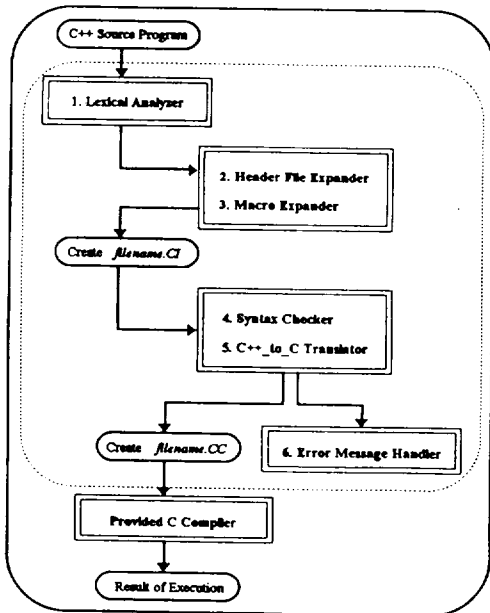 C++ Source Program
1. Lexical Analyzer
2. Header File Expander
3. Macro Expander
Create filename.CI
4. Syntax Checker
5. C++_to_C Translator
Create filename.CC
6. Error Message Handler
Provided C Compiler
Result of Execution